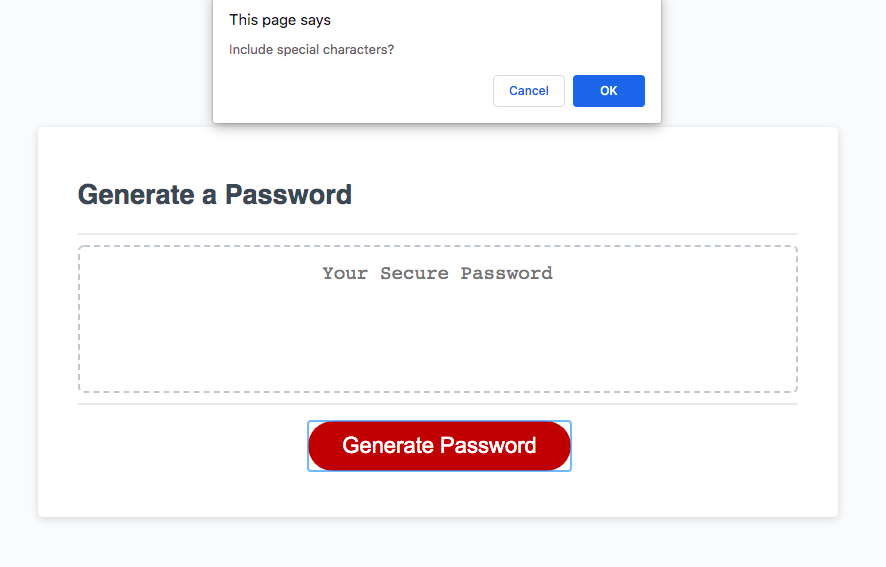 This page says
Include special characters?
Cancel
OK
Generate a Password
Your Secure Password
Generate Password